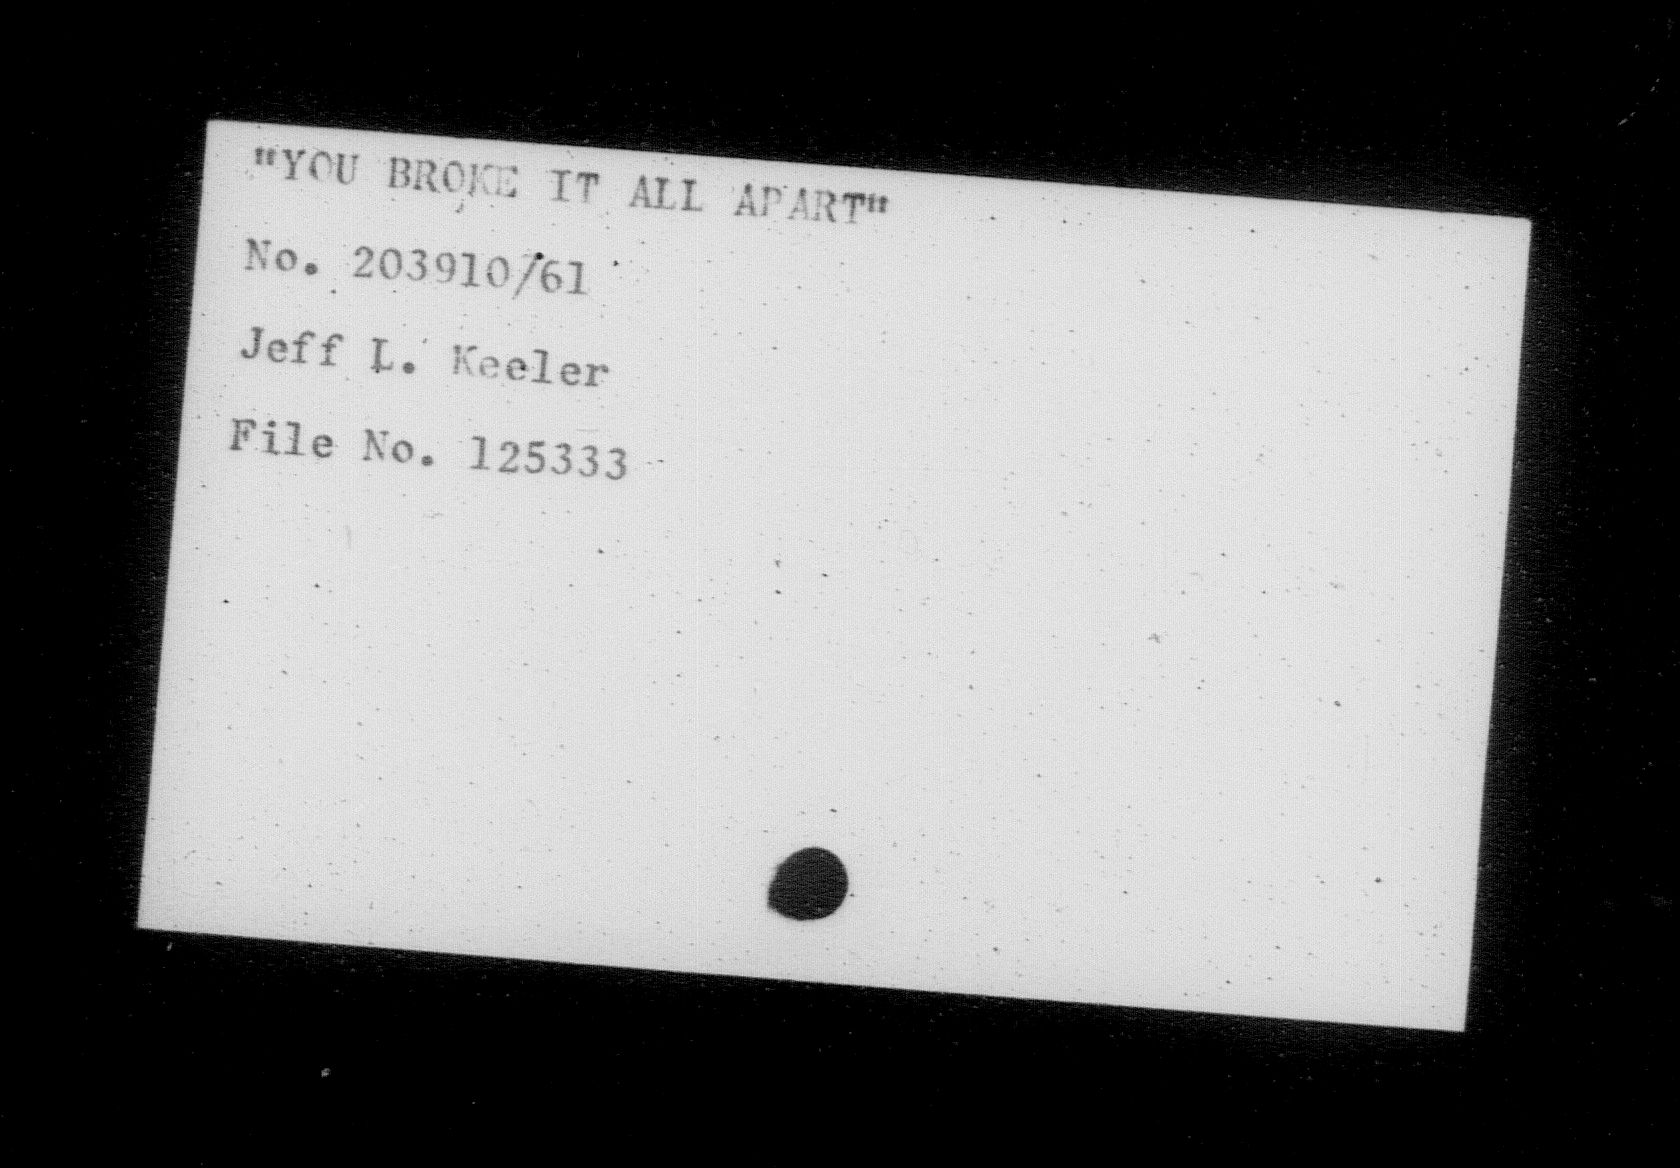 "YOU BROKE IT ALL APART"
No. 203910/61
Jeff L. Keeler
File No. 125333